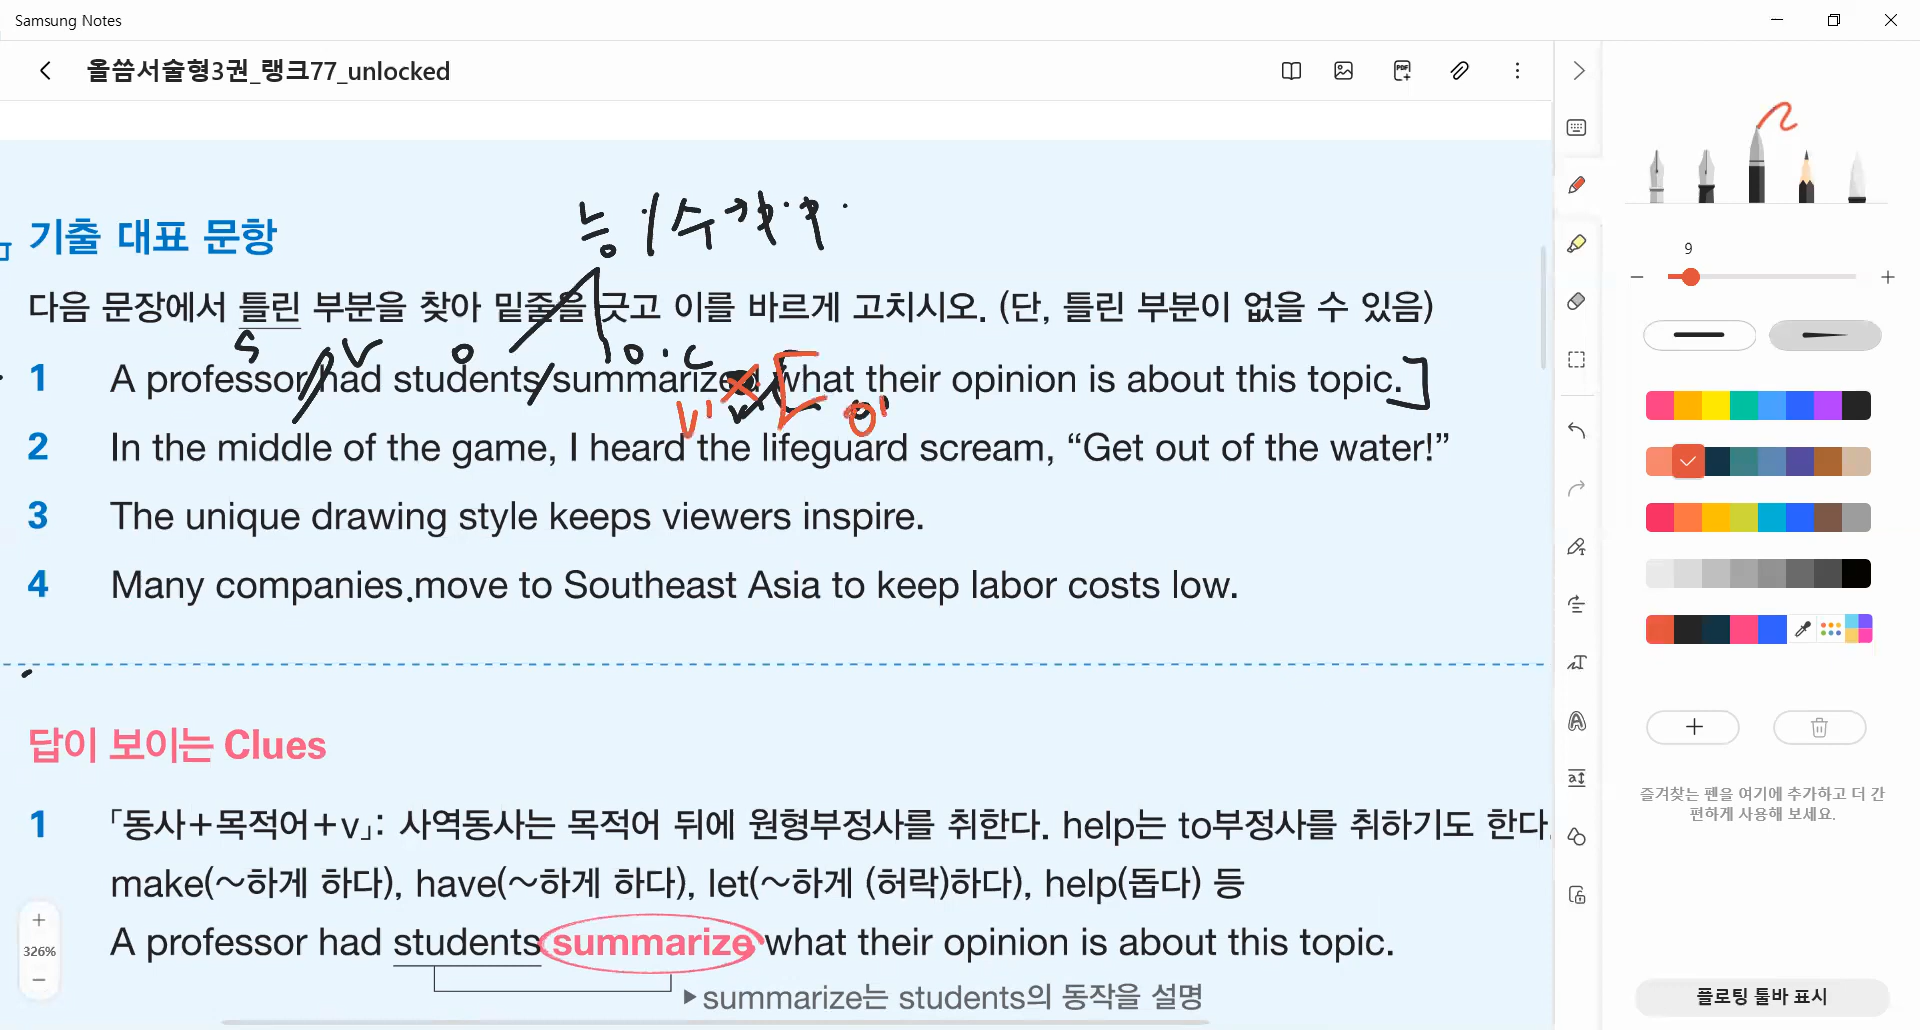 Samsung Notes
올씀서술형3권_랭크77_unlocked
기출 대표 문항
다음 문장에서 틀린 부분을 찾아 밑줄을 긋고 이를 바르게 고치시오. (단, 틀린 부분이 없을 수 있음)
S V O O.C
1 A professor had students summarized what their opinion is about this topic.
V' O'
2 In the middle of the game, I heard the lifeguard scream, “Get out of the water!”
3 The unique drawing style keeps viewers inspire.
4 Many companies move to Southeast Asia to keep labor costs low.
답이 보이는 Clues
1 「동사+목적어+v」: 사역동사는 목적어 뒤에 원형부정사를 취한다. help는 to부정사를 취하기도 한다.
make(~하게 하다), have(~하게 하다), let(~하게 (허락)하다), help(돕다) 등
A professor had students summarize what their opinion is about this topic.
▶summarize는 students의 동작을 설명
326%
PDF
9
즐겨찾는 펜을 여기에 추가하고 더 간
편하게 사용해 보세요.
플로팅 툴바 표시